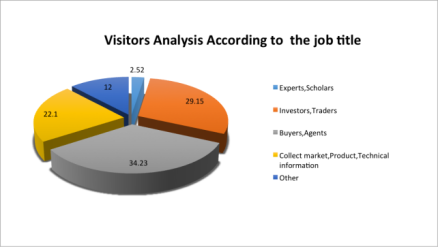 Visitors Analysis According to the job title
2.52
12
29.15
22.1
34.23
Experts,Scholars
Investors,Traders
Buyers,Agents
Collect market,Product,Technical
information
Other